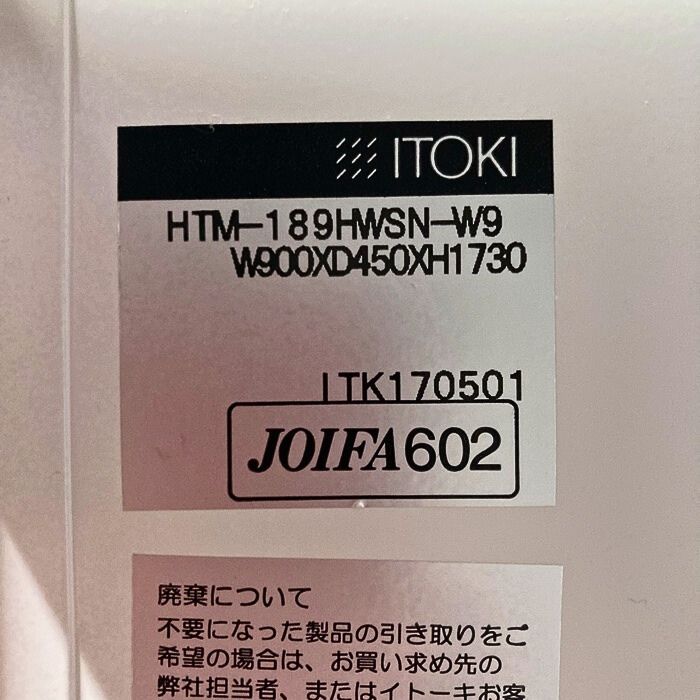 ITOKI
HTM-189HWSN-W9
W900XD450XH1730
ITK170501
JOIFA602
廃棄について
不要になった製品の引き取りをご
希望の場合は、お買い求め先の
弊社担当者、またはイトーキお客